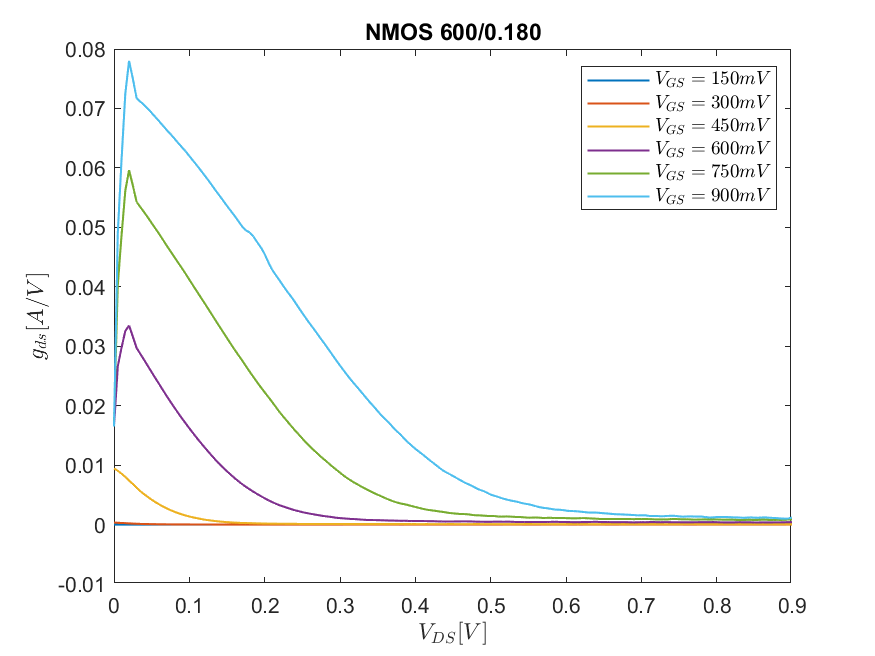 NMOS 600/0.180
0.08
0.07
0.06
0.05
0.04
0.03
0.02
0.01
0
-0.01
g_{ds}[A/V]
V_{GS} = 150mV
V_{GS} = 300mV
V_{GS} = 450mV
V_{GS} = 600mV
V_{GS} = 750mV
V_{GS} = 900mV
0 0.1 0.2 0.3 0.4 0.5 0.6 0.7 0.8 0.9
V_{DS}[V]